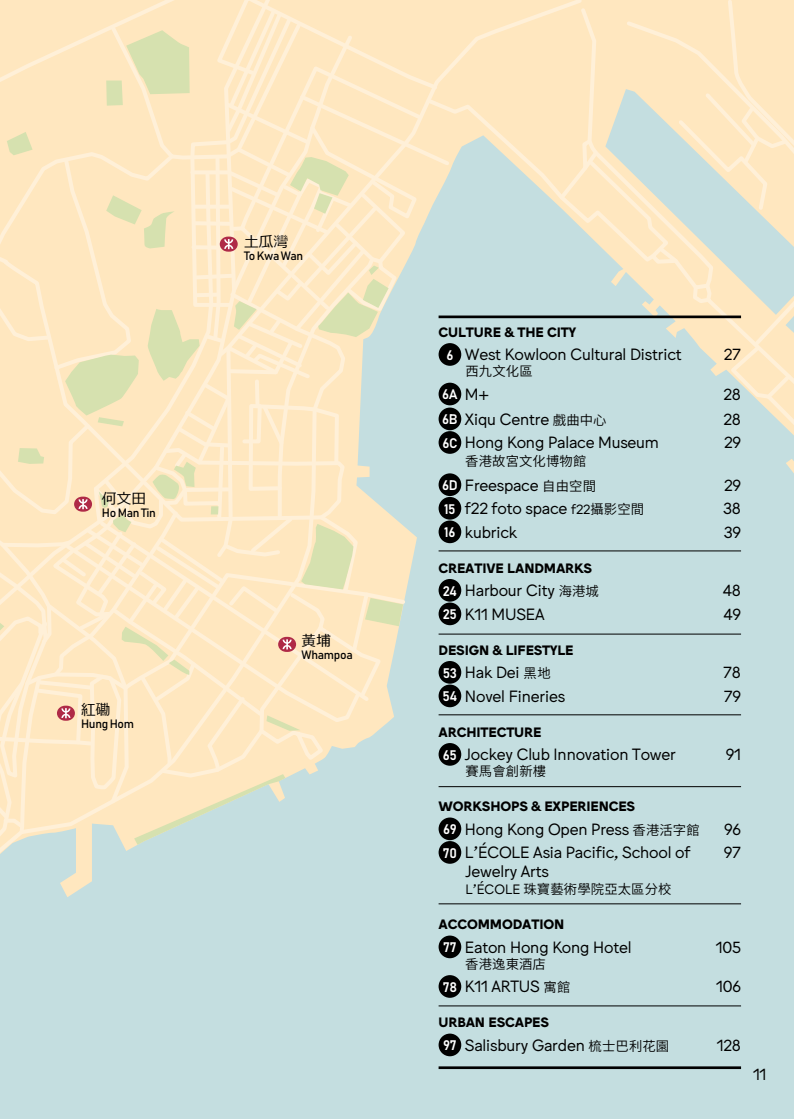 土瓜灣
To Kwa Wan
何文田
Ho Man Tin
黃埔
Whampoa
紅磡
Hung Hom
CULTURE & THE CITY
6 West Kowloon Cultural District 27
西九文化區
6A M+ 28
6B Xiqu Centre 戲曲中心 28
6C Hong Kong Palace Museum 29
香港故宮文化博物館
6D Freespace 自由空間 29
15 f22 foto space f22攝影空間 38
16 kubrick 39
CREATIVE LANDMARKS
24 Harbour City 海港城 48
25 K11 MUSEA 49
DESIGN & LIFESTYLE
53 Hak Dei 黑地 78
54 Novel Fineries 79
ARCHITECTURE
65 Jockey Club Innovation Tower 91
賽馬會創新樓
WORKSHOPS & EXPERIENCES
69 Hong Kong Open Press 香港活字館 96
70 L’ÉCOLE Asia Pacific, School of 97
Jewelry Arts
L’ÉCOLE 珠寶藝術學院亞太區分校
ACCOMMODATION
77 Eaton Hong Kong Hotel 105
香港逸東酒店
78 K11 ARTUS 寓館 106
URBAN ESCAPES
97 Salisbury Garden 梳士巴利花園 128
11